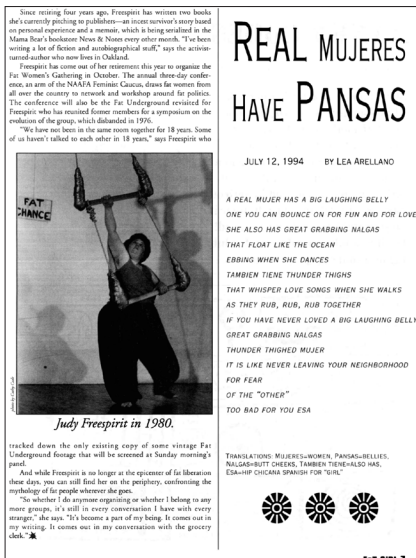 Since retiring four years ago, Freespirit has written two books
she's currently pitching to publishers—an incest survivor's story based
on personal experience and a memoir, which is being serialized in the
Mama Bear's bookstore News & Notes every other month. "I've been
writing a lot of fiction and autobiographical stuff," says the activist-
turned-author who now lives in Oakland.
Freespirit has come out of her retirement this year to organize the
Fat Women's Gathering in October. The annual three-day confer-
ence, an arm of the NAAFA Feminist Caucus, draws fat women from
all over the country to network and workshop around fat politics.
The conference will also be the Fat Underground revisited for
Freespirit who has reunited former members for a symposium on the
evolution of the group, which disbanded in 1976.
"We have not been in the same room together for 18 years. Some
of us haven't talked to each other in 18 years," says Freespirit who
FAT
CHANCE
photo by Cathy Cade
Judy Freespirit in 1980.
tracked down the only existing copy of some vintage Fat
Underground footage that will be screened at Sunday morning's
panel.
And while Freespirit is no longer at the epicenter of fat liberation
these days, you can still find her on the periphery, confronting the
mythology of fat people wherever she goes.
"So whether I do anymore organizing or whether I belong to any
more groups, it's still in every conversation I have with every
stranger," she says. "It's become a part of my being. It comes out in
my writing. It comes out in my conversation with the grocery
clerk."
REAL MUJERES
HAVE PANSAS
JULY 12, 1994 BY LEA ARELLANO
A REAL MUJER HAS A BIG LAUGHING BELLY
ONE YOU CAN BOUNCE ON FOR FUN AND FOR LOVE
SHE ALSO HAS GREAT GRABBING NALGAS
THAT FLOAT LIKE THE OCEAN
EBBING WHEN SHE DANCES
TAMBIEN TIENE THUNDER THIGHS
THAT WHISPER LOVE SONGS WHEN SHE WALKS
AS THEY RUB, RUB, RUB TOGETHER
IF YOU HAVE NEVER LOVED A BIG LAUGHING BELLY
GREAT GRABBING NALGAS
THUNDER THIGHED MUJER
IT IS LIKE NEVER LEAVING YOUR NEIGHBORHOOD
FOR FEAR
OF THE "OTHER"
TOO BAD FOR YOU ESA
TRANSLATIONS: MUJERES=WOMEN, PANSAS=BELLIES,
NALGAS=BUTT CHEEKS, TAMBIEN TIENE=ALSO HAS,
ESA=HIP CHICANA SPANISH FOR "GIRL"